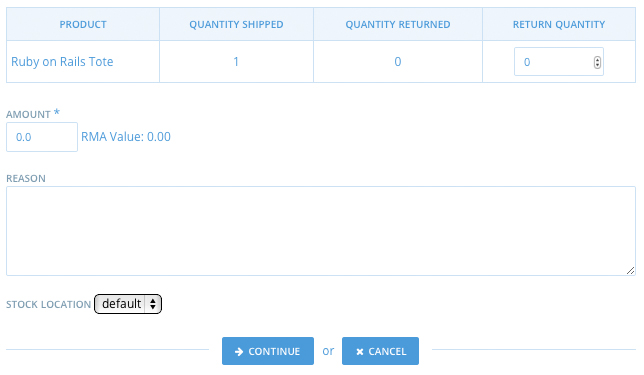 PRODUCT QUANTITY SHIPPED QUANTITY RETURNED RETURN QUANTITY
Ruby on Rails Tote 1 0 0
AMOUNT *
0.0 RMA Value: 0.00
REASON
STOCK LOCATION default
CONTINUE or CANCEL